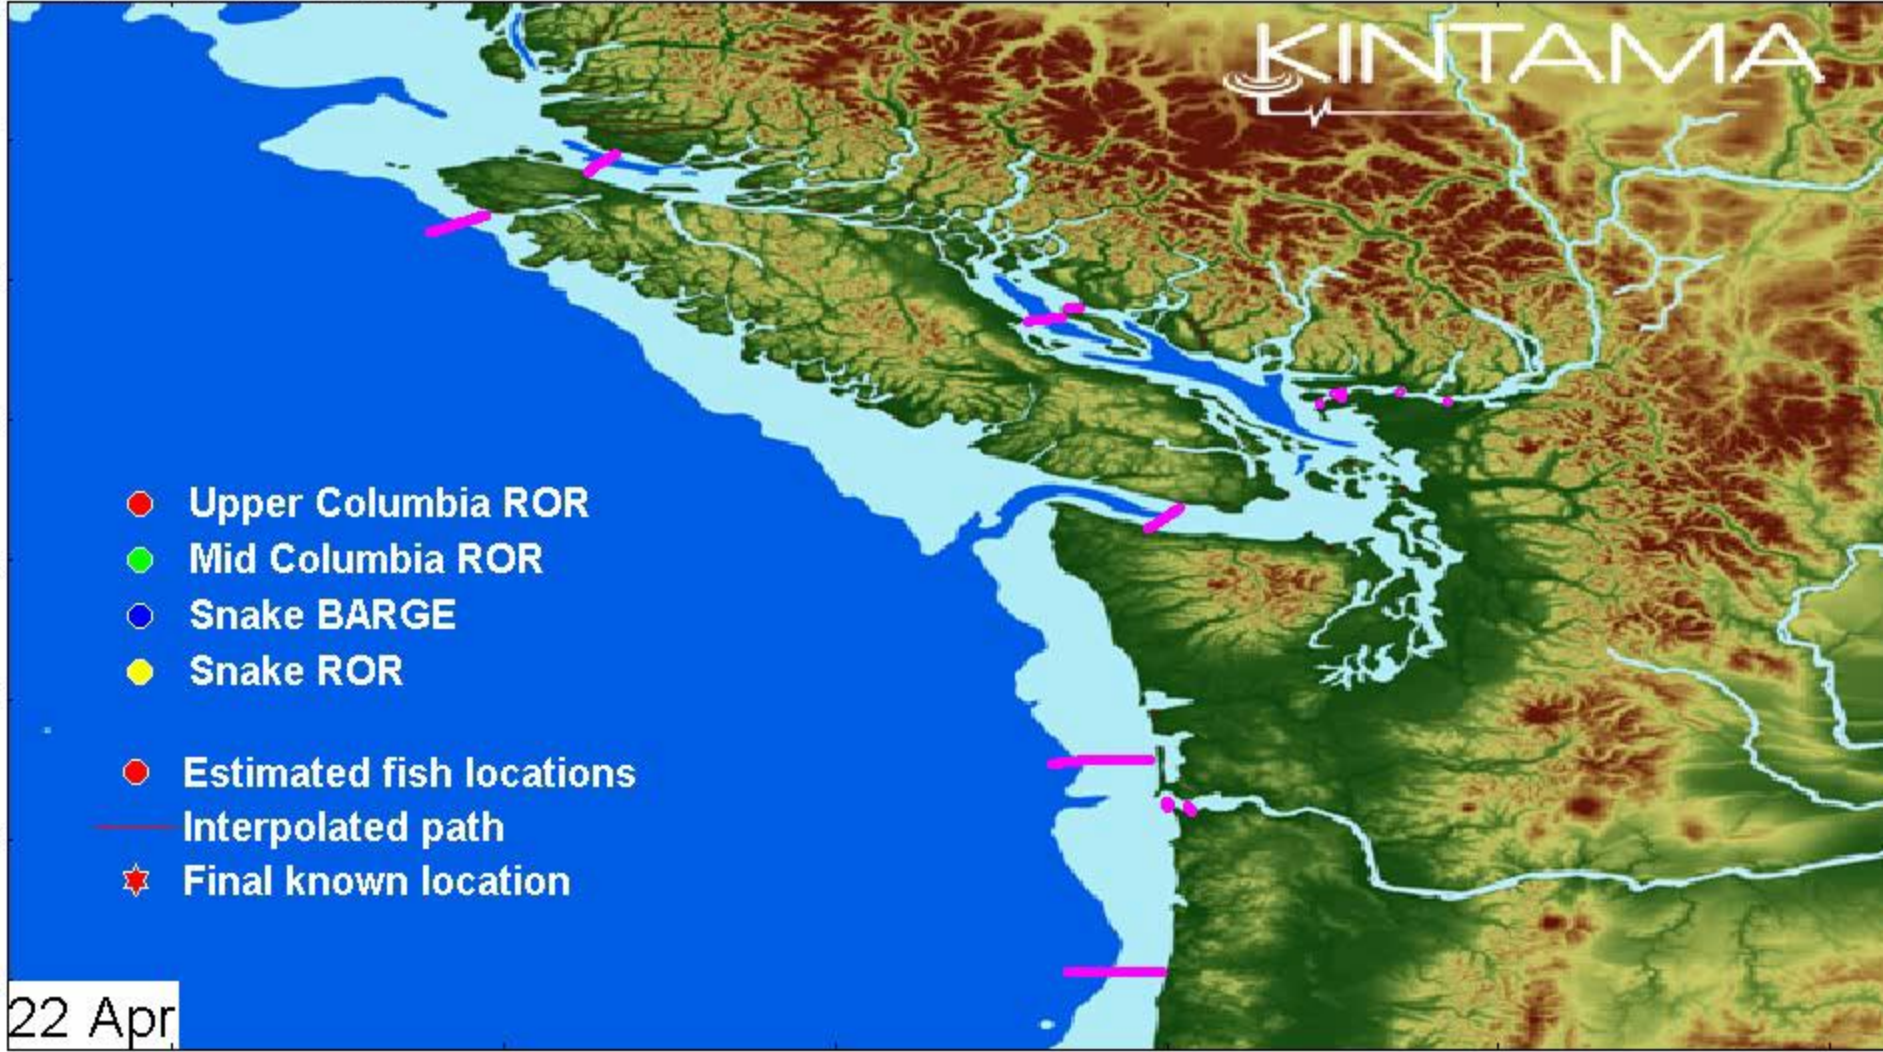 KINTAMA
Upper Columbia ROR
Mid Columbia ROR
Snake BARGE
Snake ROR
Estimated fish locations
Interpolated path
Final known location
22 Apr